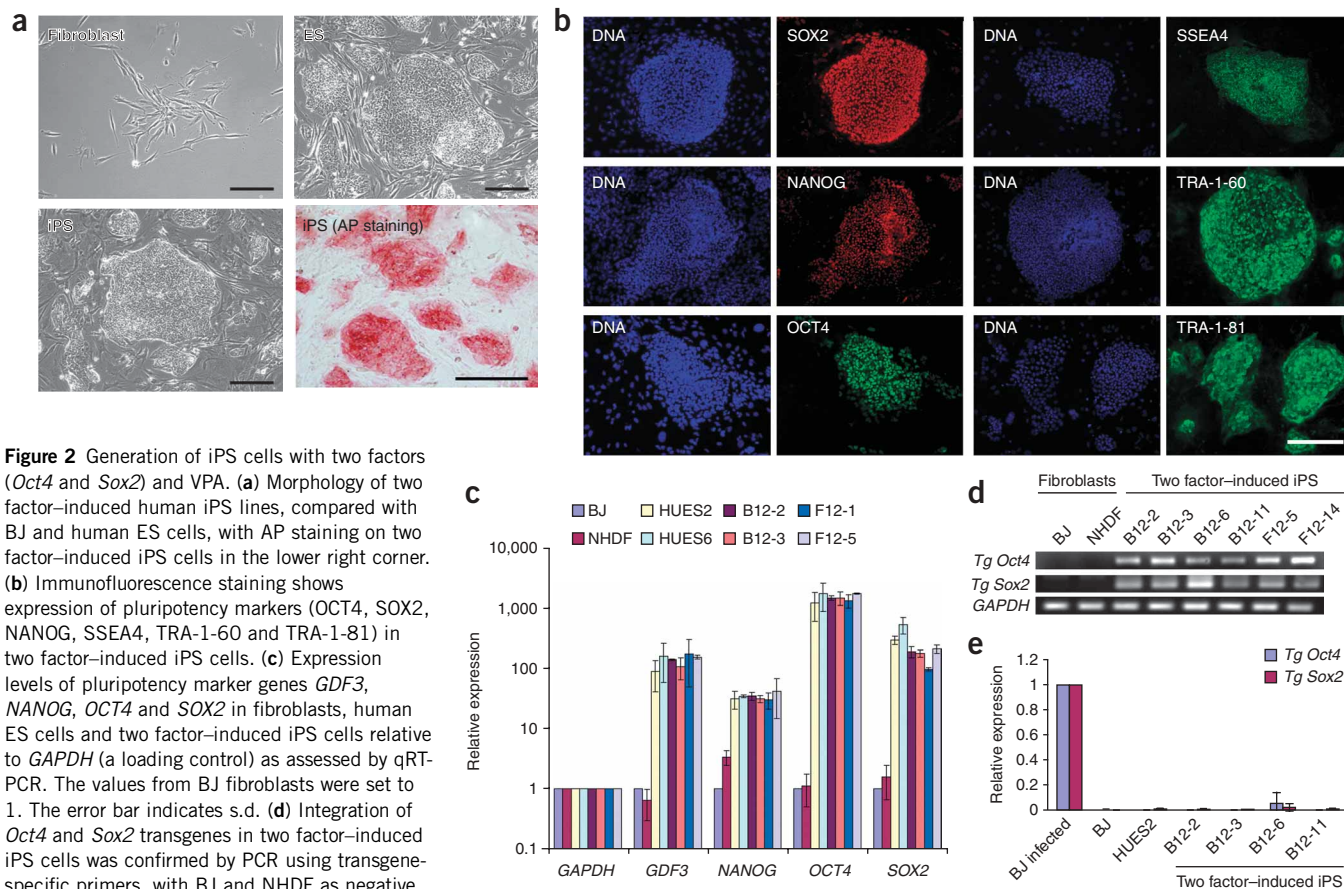 a
Fibroblast
ES
iPS
iPS (AP staining)
b
DNA
SOX2
DNA
SSEA4
DNA
NANOG
DNA
TRA-1-60
DNA
OCT4
DNA
TRA-1-81
Figure 2 Generation of iPS cells with two factors
(Oct4 and Sox2) and VPA. (a) Morphology of two
factor–induced human iPS lines, compared with
BJ and human ES cells, with AP staining on two
factor–induced iPS cells in the lower right corner.
(b) Immunofluorescence staining shows
expression of pluripotency markers (OCT4, SOX2,
NANOG, SSEA4, TRA-1-60 and TRA-1-81) in
two factor–induced iPS cells. (c) Expression
levels of pluripotency marker genes GDF3,
NANOG, OCT4 and SOX2 in fibroblasts, human
ES cells and two factor–induced iPS cells relative
to GAPDH (a loading control) as assessed by qRT-
PCR. The values from BJ fibroblasts were set to
1. The error bar indicates s.d. (d) Integration of
Oct4 and Sox2 transgenes in two factor–induced
iPS cells was confirmed by PCR using transgene-
specific primers, with BJ and NHDF as negative
c
BJ
HUES2
B12-2
F12-1
NHDF
HUES6
B12-3
F12-5
Relative expression
10,000
1,000
100
10
1
0.1
GAPDH
GDF3
NANOG
OCT4
SOX2
d
Fibroblasts
Two factor–induced iPS
BJ
NHDF
B12-2
B12-3
B12-6
B12-11
F12-5
F12-14
Tg Oct4
Tg Sox2
GAPDH
e
Tg Oct4
Tg Sox2
Relative expression
1.2
1
0.8
0.6
0.4
0.2
0
BJ infected
BJ
HUES2
B12-2
B12-3
B12-6
B12-11
Two factor–induced iPS